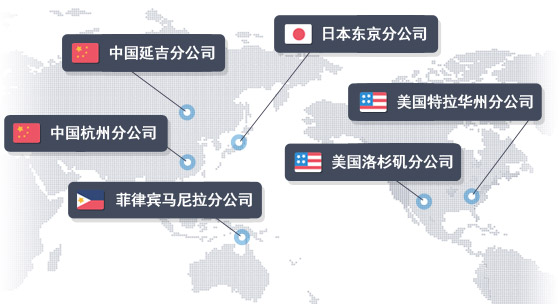 日本东京分公司
中国延吉分公司
美国特拉华州分公司
中国杭州分公司
美国洛杉矶分公司
菲律宾马尼拉分公司